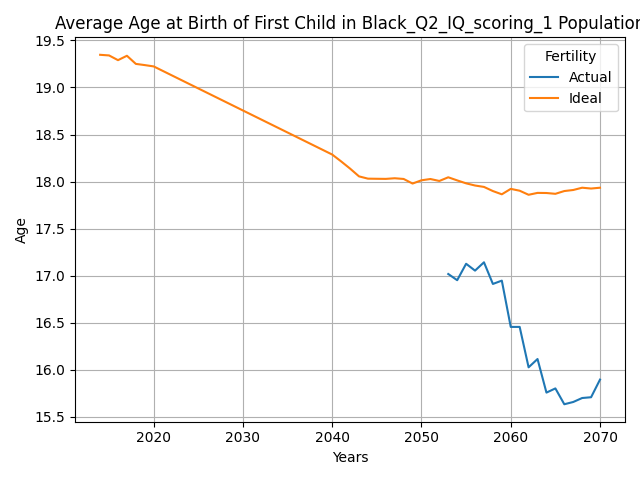 Average Age at Birth of First Child in Black_Q2_IQ_scoring_1 Population
19.5
19.0
18.5
18.0
17.5
17.0
16.5
16.0
15.5
Age
Fertility
Actual
Ideal
2020 2030 2040 2050 2060 2070
Years